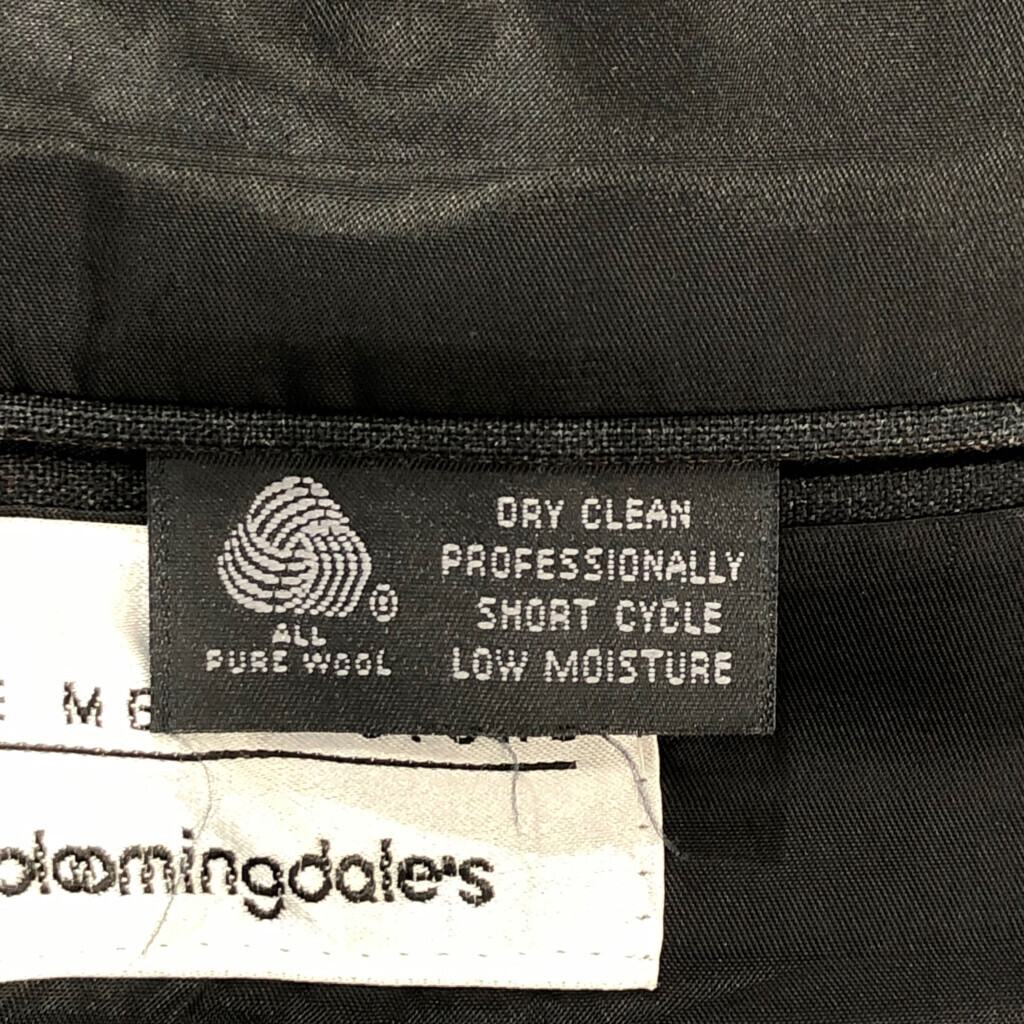 ALL
PURE WOOL
DRY CLEAN
PROFESSIONALLY
SHORT CYCLE
LOW MOISTURE
bloomingdale's